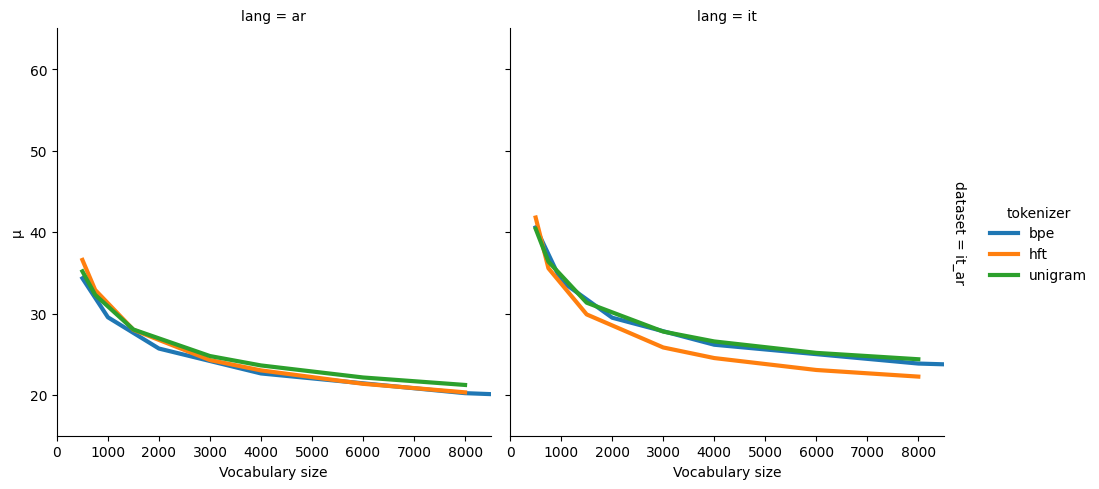 lang = ar
lang = it
60
50
40
30
20
μ
0 1000 2000 3000 4000 5000 6000 7000 8000
0 1000 2000 3000 4000 5000 6000 7000 8000
Vocabulary size
Vocabulary size
dataset = it_ar
tokenizer
bpe
hft
unigram